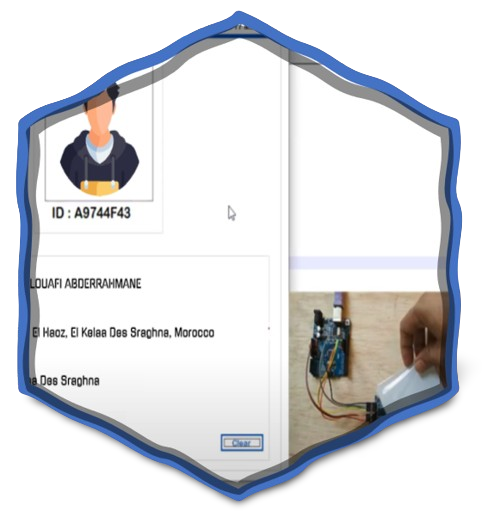 ID : A9744F43
LOUAFI ABDERRAHMANE
El Haoz, El Kelaa Des Sraghna, Morocco
Des Sraghna
Clear